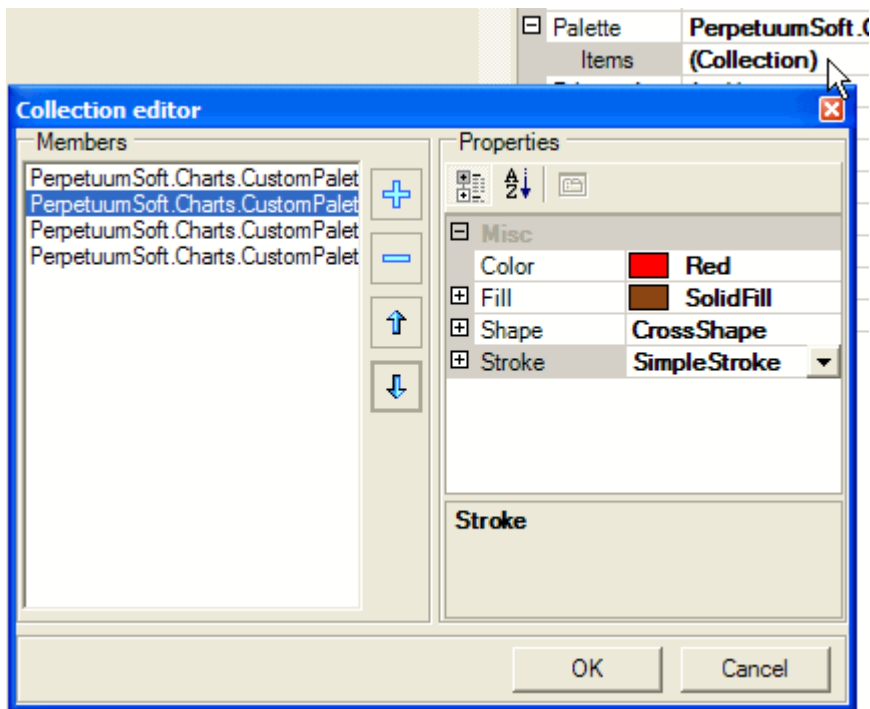 Palette PerpetuumSoft.
Items (Collection)
Collection editor
Members
PerpetuumSoft.Charts.CustomPalet
PerpetuumSoft.Charts.CustomPalet
PerpetuumSoft.Charts.CustomPalet
PerpetuumSoft.Charts.CustomPalet
Properties
Misc
Color Red
Fill SolidFill
Shape CrossShape
Stroke SimpleStroke
Stroke
OK Cancel